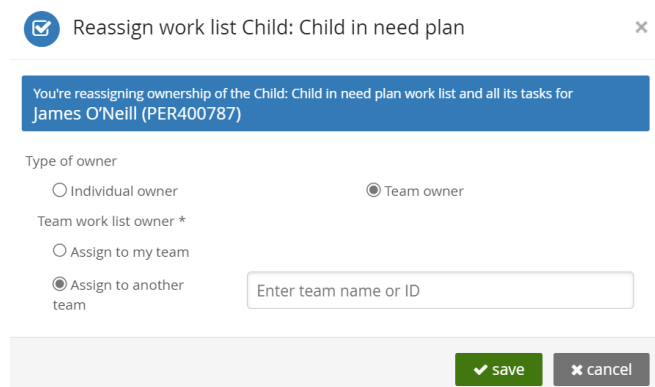 Reassign work list Child: Child in need plan
You're reassigning ownership of the Child: Child in need plan work list and all its tasks for
James O’Neill (PER400787)
Type of owner
Individual owner
Team owner
Team work list owner *
Assign to my team
Assign to another
team
Enter team name or ID
save
cancel